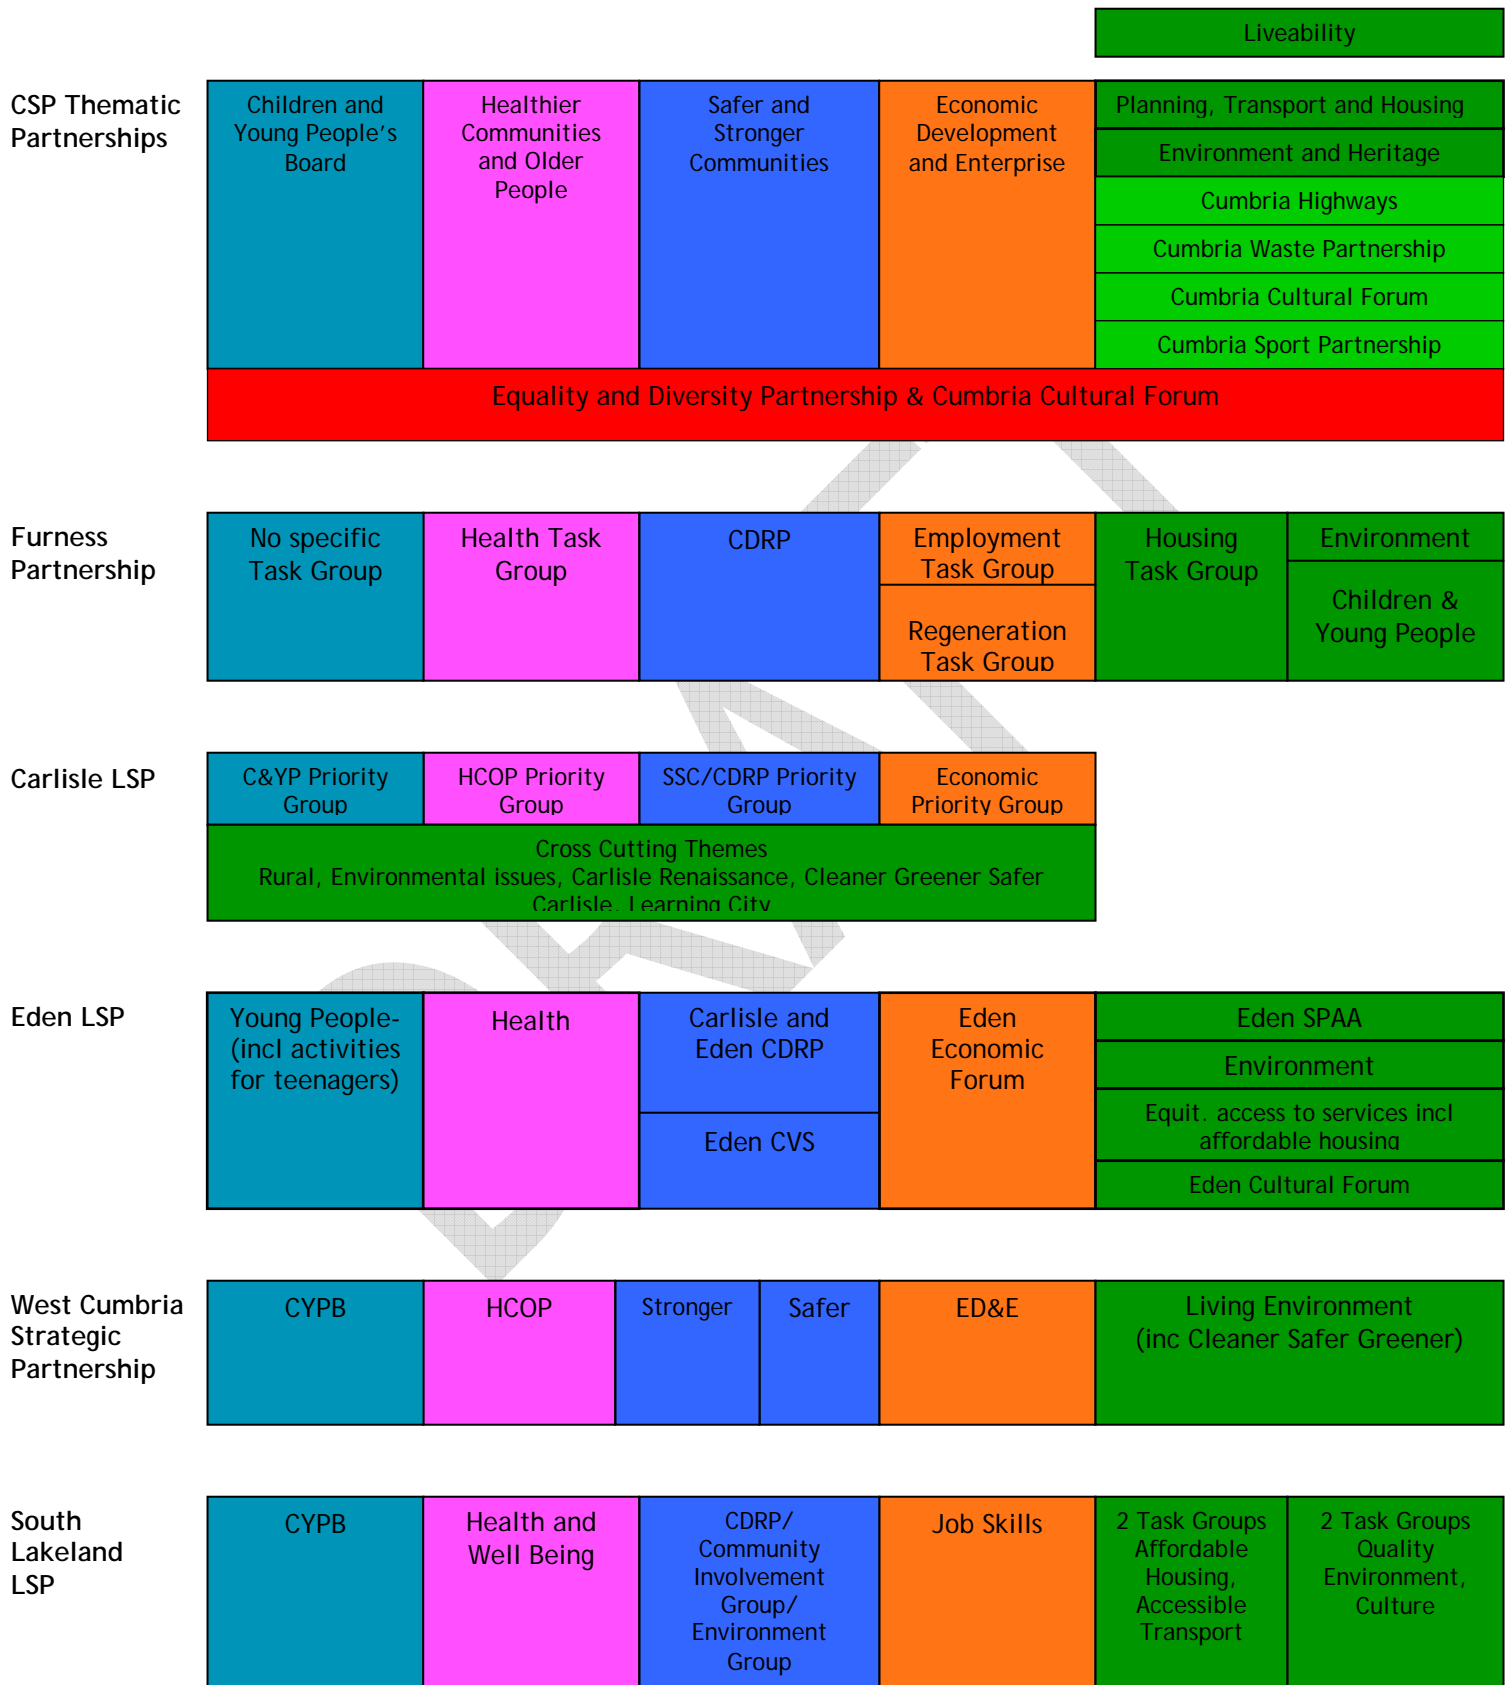 Liveability
CSP Thematic
Partnerships
Children and
Young People's
Board
Healthier
Communities
and Older
People
Safer and
Stronger
Communities
Economic
Development
and Enterprise
Planning, Transport and Housing
Environment and Heritage
Cumbria Highways
Cumbria Waste Partnership
Cumbria Cultural Forum
Cumbria Sport Partnership
Equality and Diversity Partnership & Cumbria Cultural Forum
Furness
Partnership
No specific
Task Group
Health Task
Group
CDRP
Employment
Task Group
Regeneration
Task Group
Housing
Task Group
Environment
Children &
Young People
Carlisle LSP
C&YP Priority
Group
HCOP Priority
Group
SSC/CDRP Priority
Group
Economic
Priority Group
Cross Cutting Themes
Rural, Environmental issues, Carlisle Renaissance, Cleaner Greener Safer
Carlisle, Learning City
Eden LSP
Young People-
(incl activities
for teenagers)
Health
Carlisle and
Eden CDRP
Eden CVS
Eden
Economic
Forum
Eden SPAA
Environment
Equit. access to services incl
affordable housing
Eden Cultural Forum
West Cumbria
Strategic
Partnership
CYPB
HCOP
Stronger
Safer
ED&E
Living Environment
(inc Cleaner Safer Greener)
South
Lakeland
LSP
CYPB
Health and
Well Being
CDRP/
Community
Involvement
Group/
Environment
Group
Job Skills
2 Task Groups
Affordable
Housing,
Accessible
Transport
2 Task Groups
Quality
Environment,
Culture